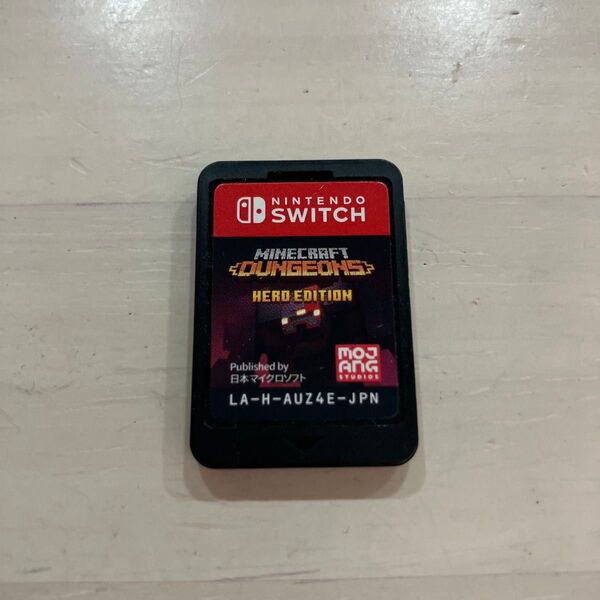 NINTENDO
SWITCH
MINECRAFT
DUNGEONS
HERO EDITION
Published by
日本マイクロソフト
MOJ
ANG
STUDIOS
LA-H-AUZ4E-JPN